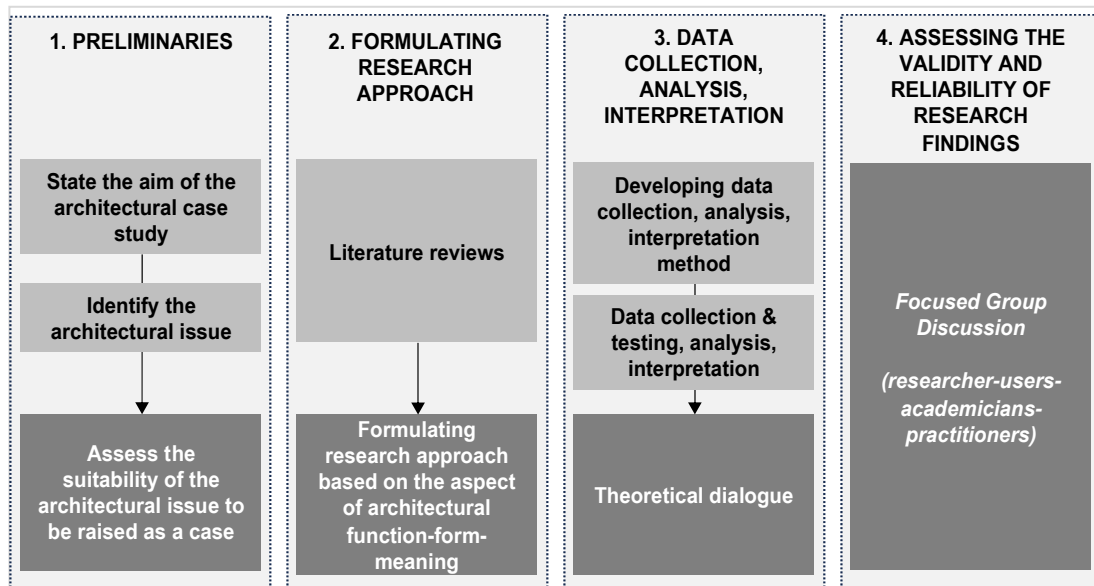 1. PRELIMINARIES
State the aim of the
architectural case
study
Identify the
architectural issue
Assess the
suitability of the
architectural issue to
be raised as a case
2. FORMULATING
RESEARCH
APPROACH
Literature reviews
Formulating
research approach
based on the aspect
of architectural
function-form-
meaning
3. DATA
COLLECTION,
ANALYSIS,
INTERPRETATION
Developing data
collection, analysis,
interpretation
method
Data collection &
testing, analysis,
interpretation
Theoretical dialogue
4. ASSESSING THE
VALIDITY AND
RELIABILITY OF
RESEARCH
FINDINGS
Focused Group
Discussion
(researcher-users-
academicians-
practitioners)